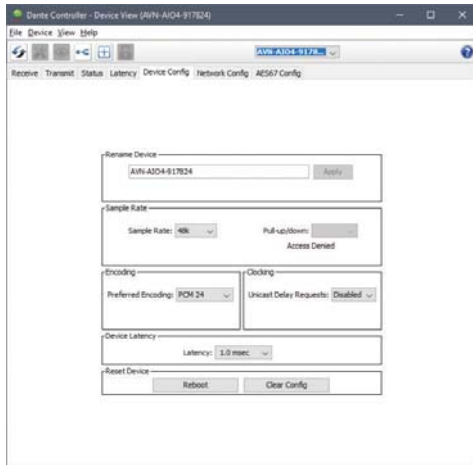 Dante Controller - Device View (AVN-AIO4-917824)
File Device View Help
AVN-AIO4-9178...
Receive Transmit Status Latency Device Config Network Config AES67 Config
Rename Device
AVN-AIO4-917824 Apply
Sample Rate
Sample Rate: 48k Pull-up/down:
Access Denied
Encoding Clocking
Preferred Encoding: PCM 24 Unicast Delay Requests: Disabled
Device Latency
Latency: 1.0 msec
Reset Device
Reboot Clear Config